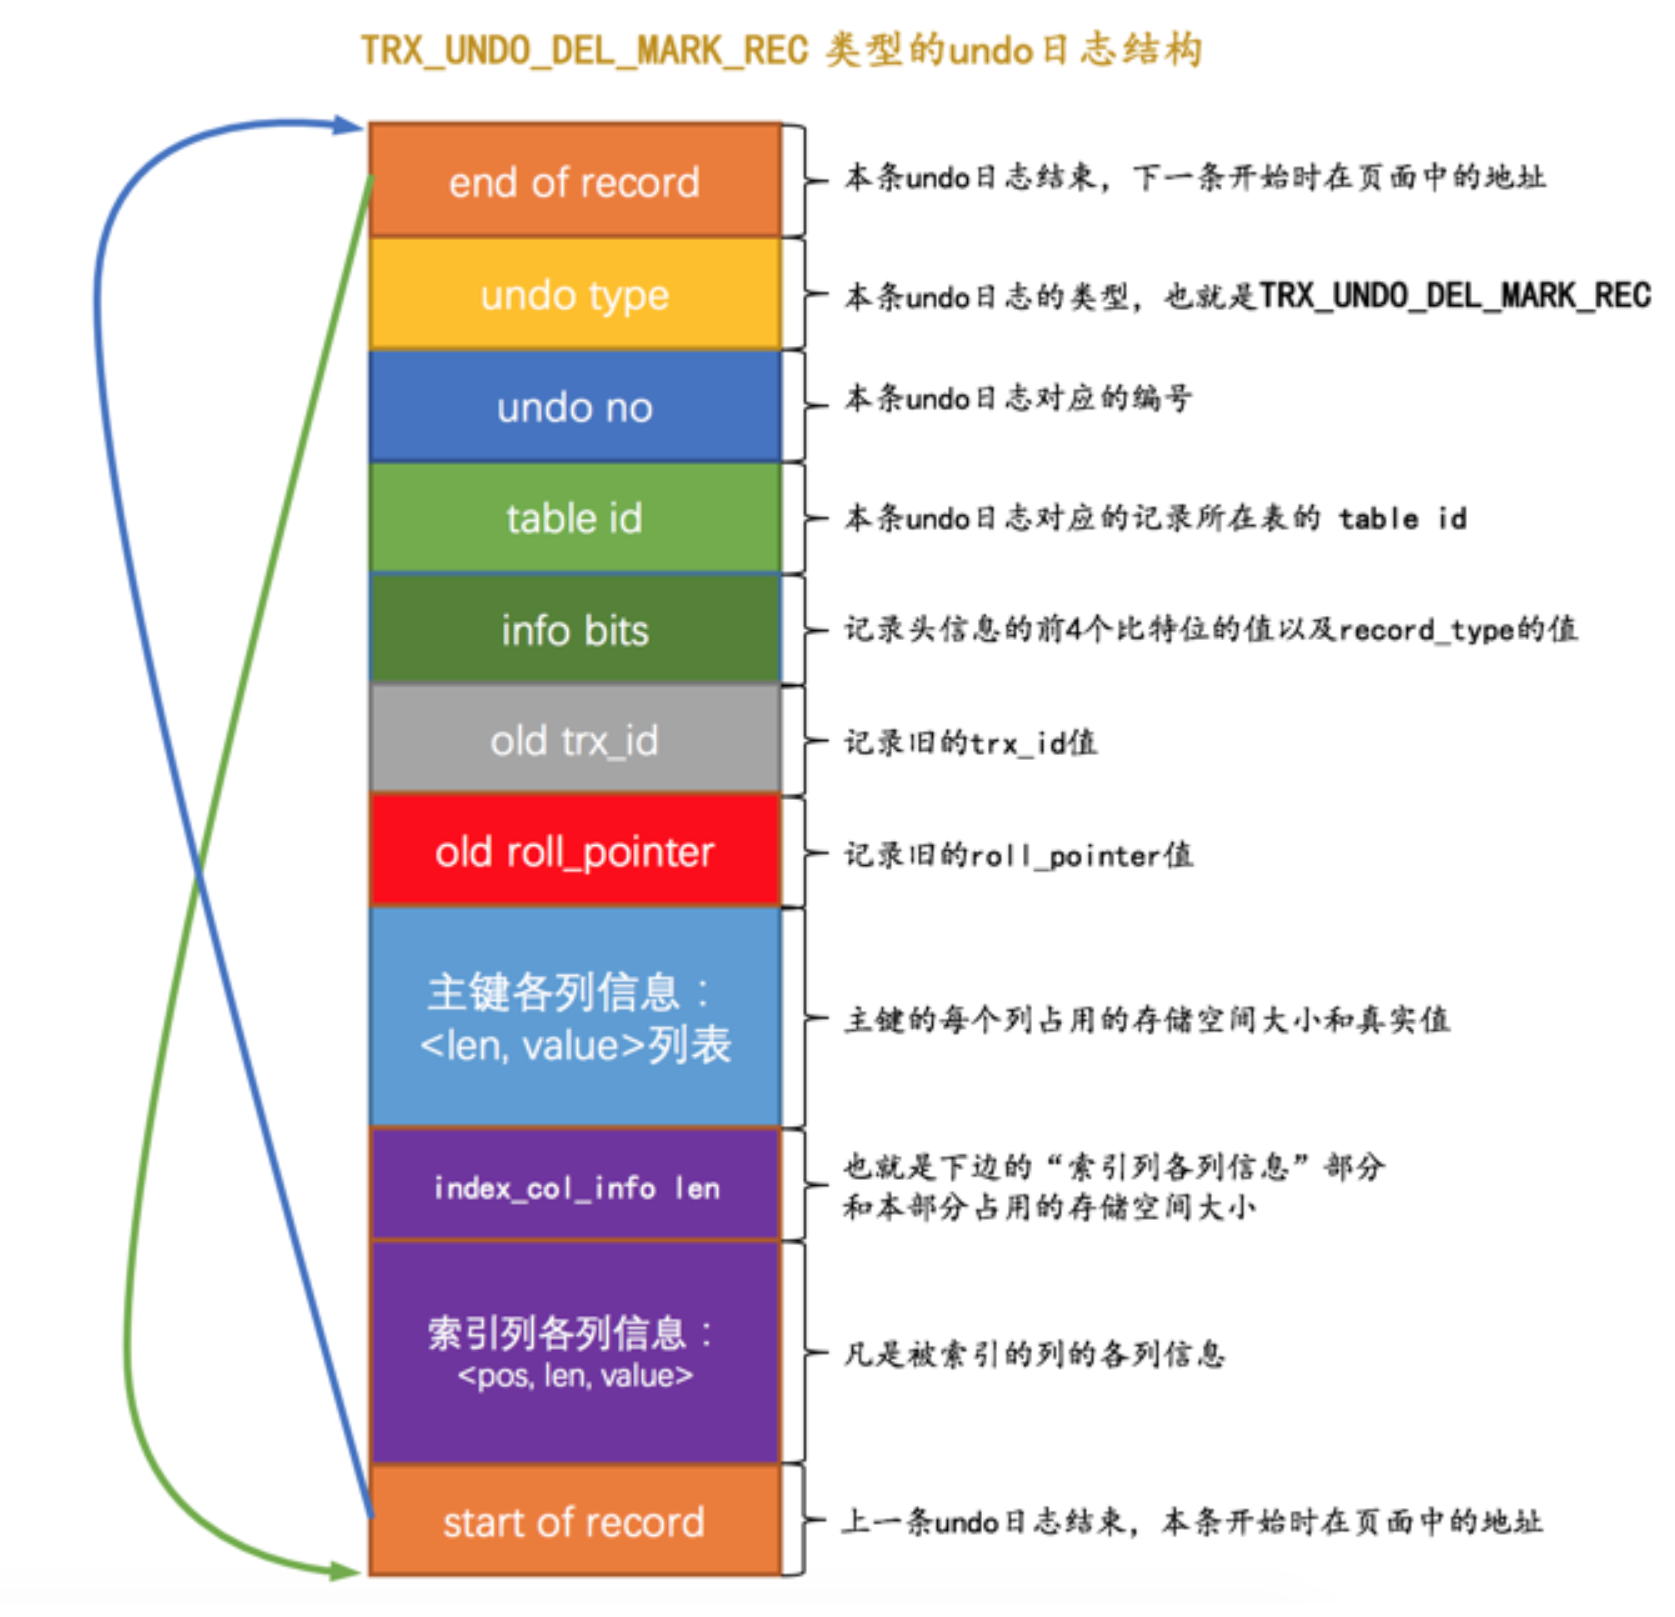 TRX_UNDO_DEL_MARK_REC 类型的undo日志结构
end of record
本条undo日志结束，下一条开始时在页面中的地址
undo type
本条undo日志的类型，也就是TRX_UNDO_DEL_MARK_REC
undo no
本条undo日志对应的编号
table id
本条undo日志对应的记录所在表的 table id
info bits
记录头信息的前4个比特位的值以及record_type的值
old trx_id
记录旧的trx_id值
old roll_pointer
记录旧的roll_pointer值
主键各列信息：
<len, value>列表
主键的每个列占用的存储空间大小和真实值
index_col_info len
也就是下边的“索引列各列信息”部分
和本部分占用的存储空间大小
索引列各列信息：
<pos, len, value>
凡是被索引的列的各列信息
start of record
上一条undo日志结束，本条开始时在页面中的地址